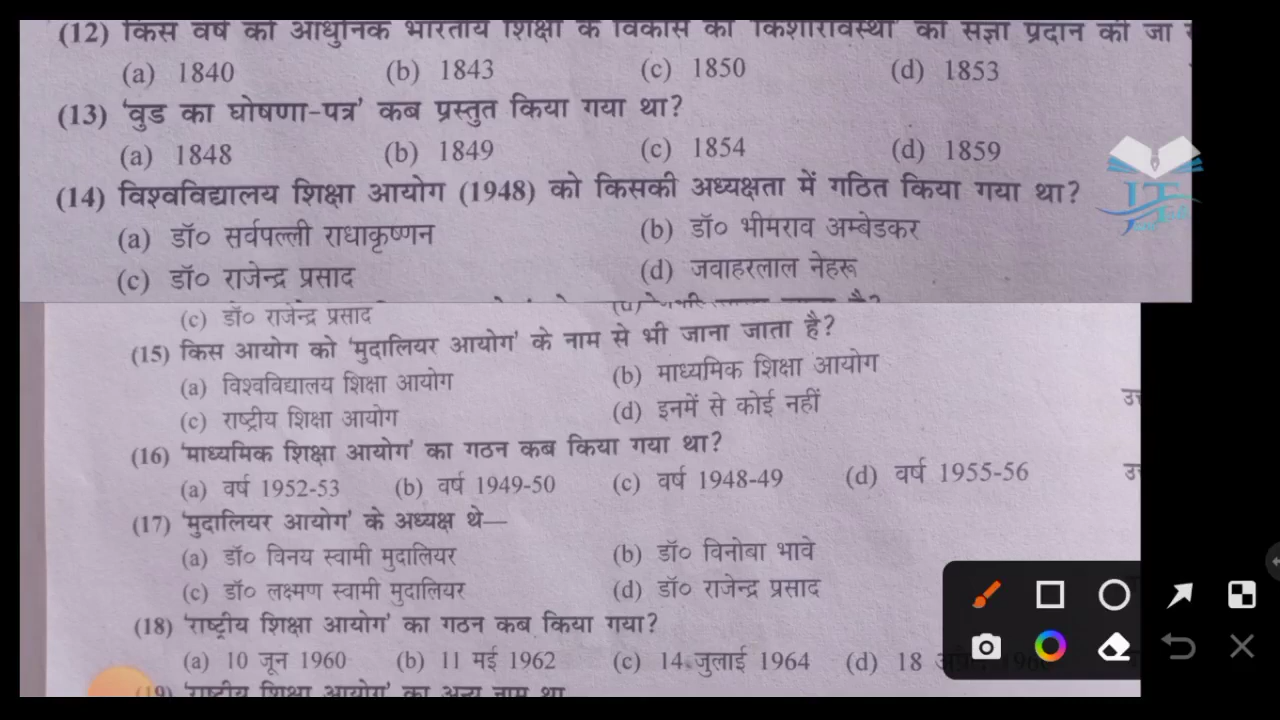 (12) किस वर्ष को आधुनिक भारतीय शिक्षा के विकास की 'किशोरावस्था' की संज्ञा प्रदान की जा
(a) 1840 (b) 1843 (c) 1850 (d) 1853
(13) 'वुड का घोषणा-पत्र' कब प्रस्तुत किया गया था?
(a) 1848 (b) 1849 (c) 1854 (d) 1859
(14) विश्वविद्यालय शिक्षा आयोग (1948) को किसकी अध्यक्षता में गठित किया गया था?
(a) डॉ० सर्वपल्ली राधाकृष्णन (b) डॉ० भीमराव अम्बेडकर
(c) डॉ० राजेन्द्र प्रसाद (d) जवाहरलाल नेहरू
(c) डॉ० राजेन्द्र प्रसाद
(15) किस आयोग को 'मुदालियर आयोग' के नाम से भी जाना जाता है?
(a) विश्वविद्यालय शिक्षा आयोग (b) माध्यमिक शिक्षा आयोग
(c) राष्ट्रीय शिक्षा आयोग (d) इनमें से कोई नहीं
(16) 'माध्यमिक शिक्षा आयोग' का गठन कब किया गया था?
(a) वर्ष 1952-53 (b) वर्ष 1949-50 (c) वर्ष 1948-49 (d) वर्ष 1955-56
(17) 'मुदालियर आयोग' के अध्यक्ष थे—
(a) डॉ० विनय स्वामी मुदालियर (b) डॉ० विनोबा भावे
(c) डॉ० लक्ष्मण स्वामी मुदालियर (d) डॉ० राजेन्द्र प्रसाद
(18) 'राष्ट्रीय शिक्षा आयोग' का गठन कब किया गया?
(a) 10 जून 1960 (b) 11 मई 1962 (c) 14 जुलाई 1964 (d) 18
(19) 'राष्ट्रीय शिक्षा आयोग' का अन्य नाम था